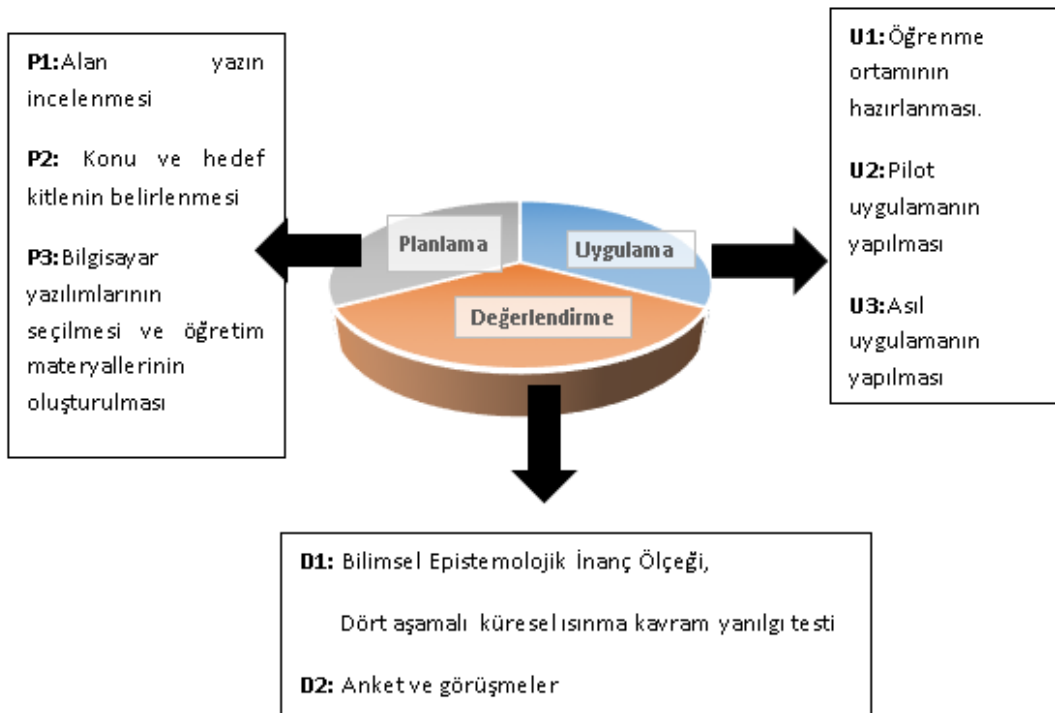 P1:Alan yazın
incelenmesi
P2: Konu ve hedef
kitlenin belirlenmesi
P3:Bilgisayar
yazılımlarının
seçilmesi ve öğretim
materyallerinin
oluşturulması
Planlama
Uygulama
Değerlendirme
U1:Öğrenme
ortamının
hazırlanması.
U2:Pilot
uygulamanın
yapılması
U3:Asıl
uygulamanın
yapılması
D1: Bilimsel Epistemolojik İnanç Ölçeği,
Dört aşamalı küresel ısınma kavram yanılgı testi
D2: Anket ve görüşmeler